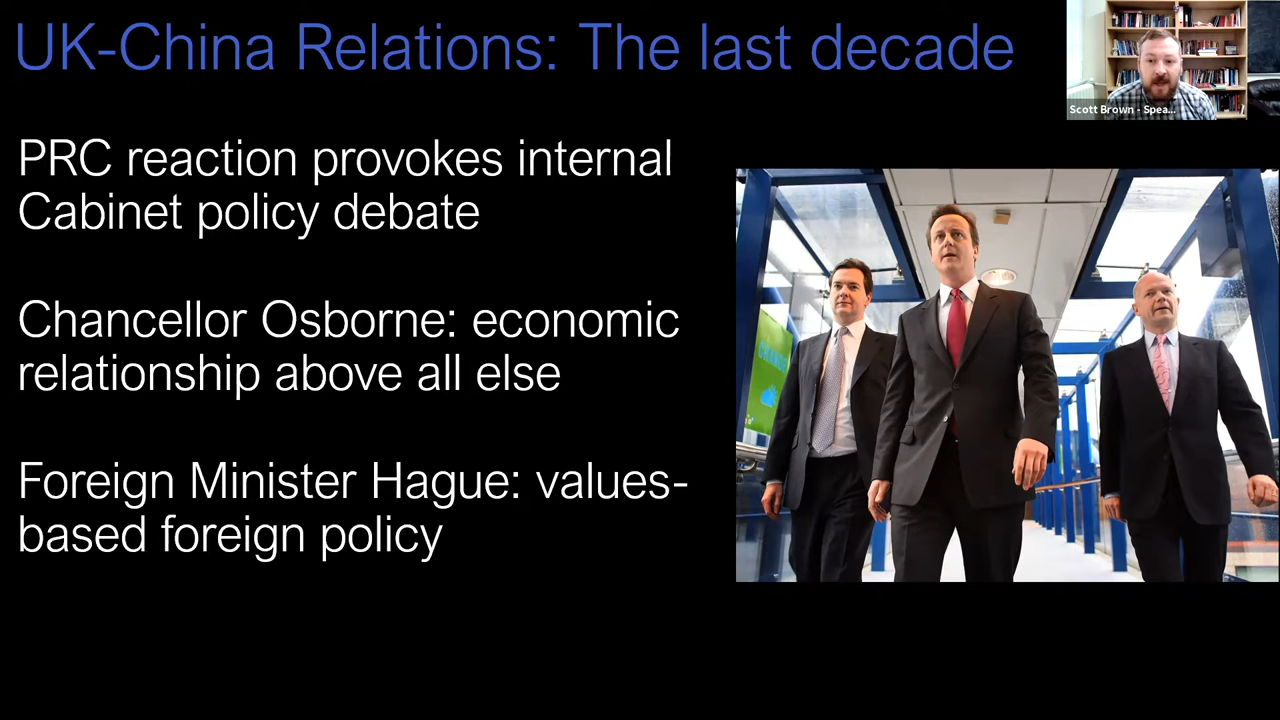 UK-China Relations: The last decade
Scott Brown - Spea...
PRC reaction provokes internal
Cabinet policy debate
Chancellor Osborne: economic
relationship above all else
Foreign Minister Hague: values-
based foreign policy